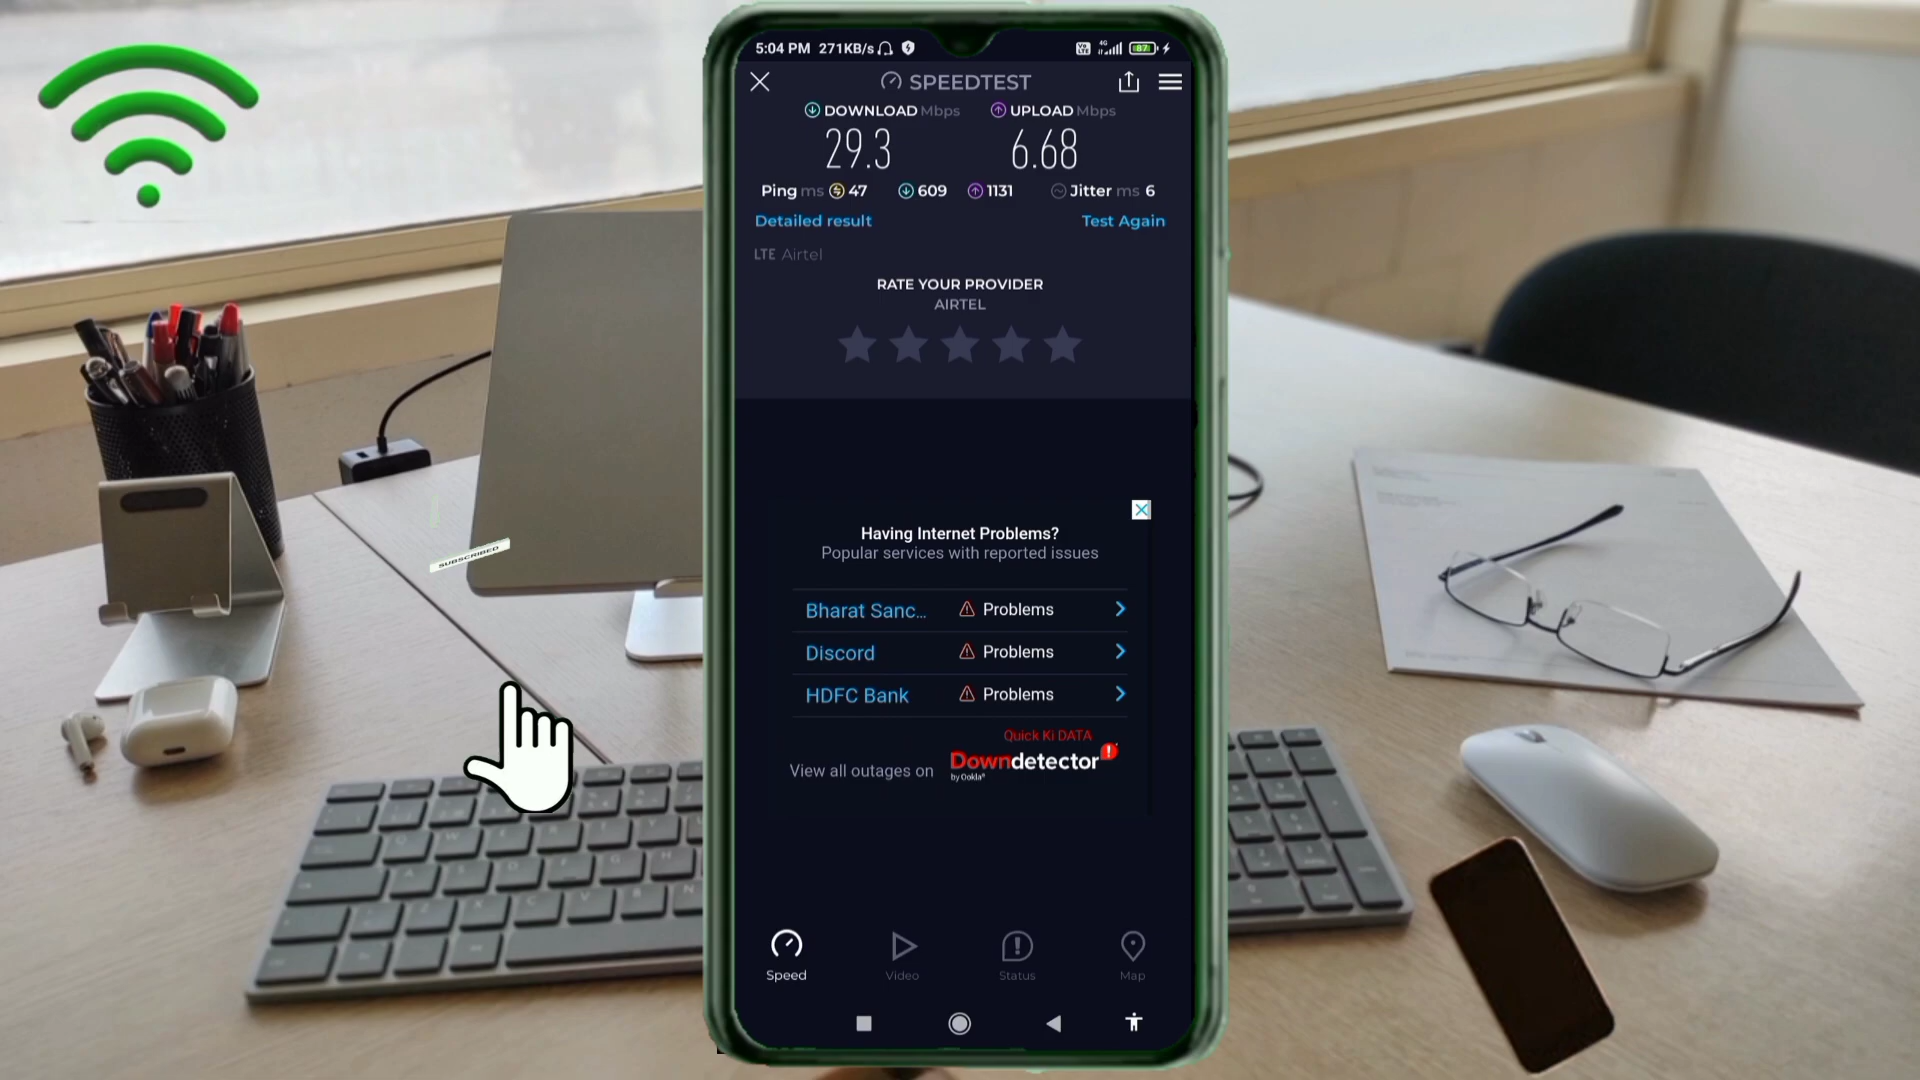 5:04 PM 271KB/s 4G 87
SPEEDTEST
DOWNLOAD Mbps UPLOAD Mbps
29.3 6.68
Ping ms 47 609 1131 Jitter ms 6
Detailed result Test Again
LTE Airtel
RATE YOUR PROVIDER
AIRTEL
Having Internet Problems?
Popular services with reported issues
Bharat Sanc... Problems
Discord Problems
HDFC Bank Problems
Quick Ki DATA
View all outages on Downdetector
by Ookla®
Speed Video Status Map
SUBSCRIBED